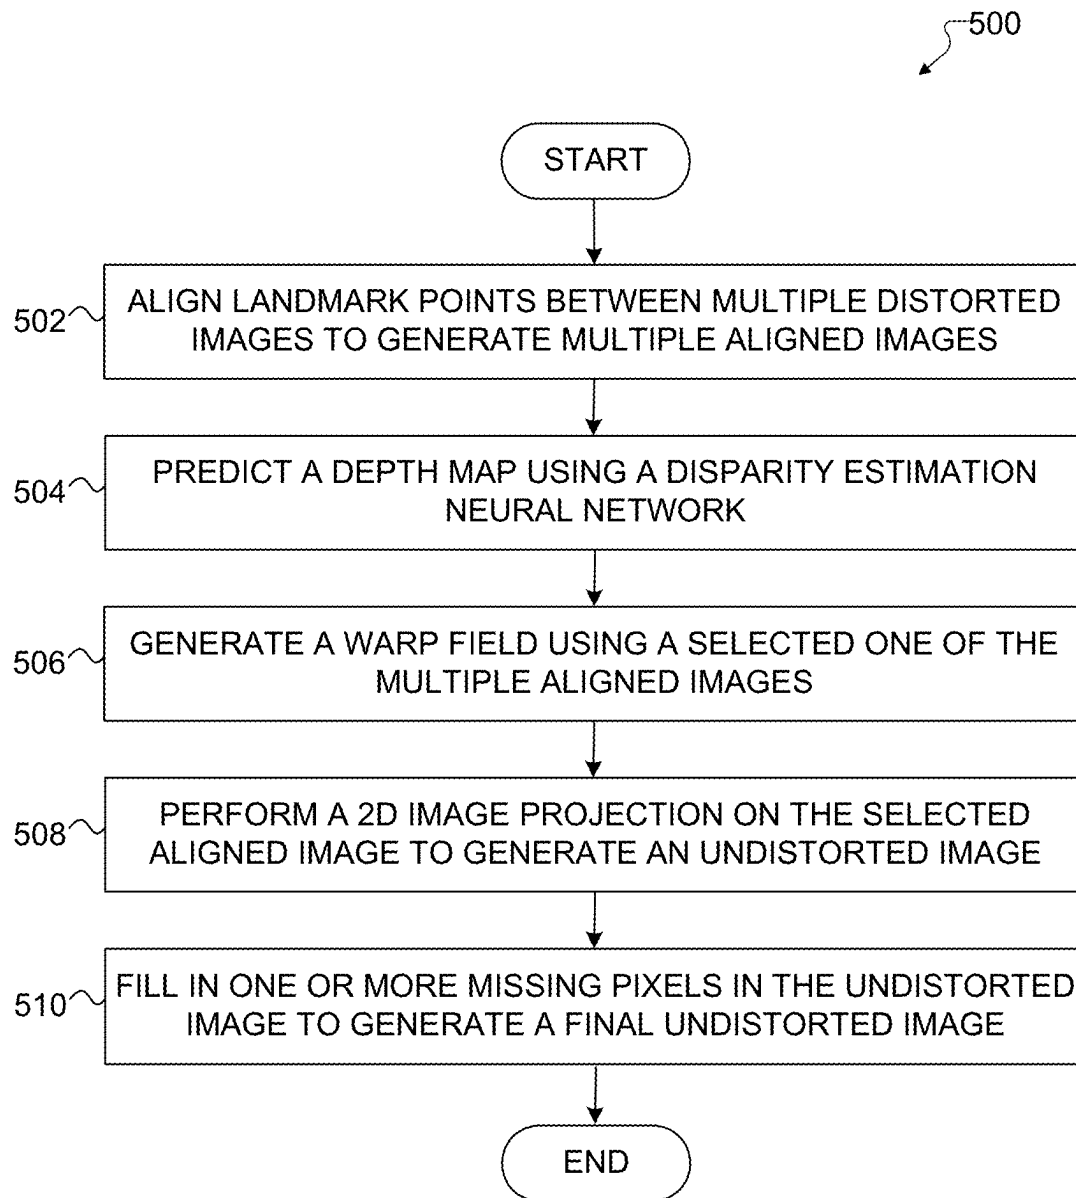 500
START
502
ALIGN LANDMARK POINTS BETWEEN MULTIPLE DISTORTED
IMAGES TO GENERATE MULTIPLE ALIGNED IMAGES
504
PREDICT A DEPTH MAP USING A DISPARITY ESTIMATION
NEURAL NETWORK
506
GENERATE A WARP FIELD USING A SELECTED ONE OF THE
MULTIPLE ALIGNED IMAGES
508
PERFORM A 2D IMAGE PROJECTION ON THE SELECTED
ALIGNED IMAGE TO GENERATE AN UNDISTORTED IMAGE
510
FILL IN ONE OR MORE MISSING PIXELS IN THE UNDISTORTED
IMAGE TO GENERATE A FINAL UNDISTORTED IMAGE
END